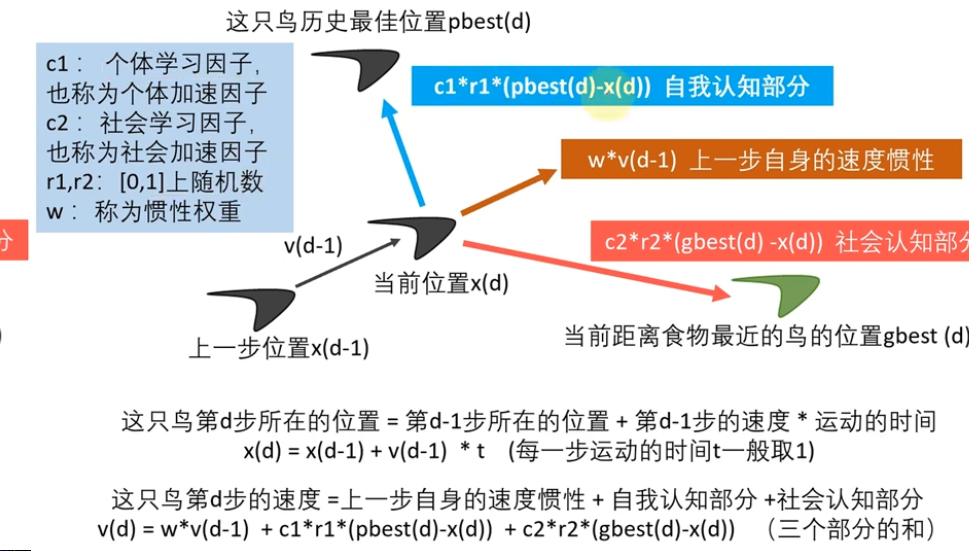 这只鸟历史最佳位置pbest(d)
c1： 个体学习因子，
也称为个体加速因子
c2： 社会学习因子，
也称为社会加速因子
r1,r2： [0,1]上随机数
w： 称为惯性权重
c1*r1*(pbest(d)-x(d)) 自我认知部分
w*v(d-1) 上一步自身的速度惯性
分
c2*r2*(gbest(d) -x(d)) 社会认知部分
v(d-1)
当前位置x(d)
上一步位置x(d-1)
当前距离食物最近的鸟的位置gbest (d)
)
这只鸟第d步所在的位置 = 第d-1步所在的位置 + 第d-1步的速度 * 运动的时间
x(d) = x(d-1) + v(d-1) * t （每一步运动的时间t一般取1)
这只鸟第d步的速度 =上一步自身的速度惯性 + 自我认知部分 +社会认知部分
v(d) = w*v(d-1) + c1*r1*(pbest(d)-x(d)) + c2*r2*(gbest(d)-x(d)) （三个部分的和）